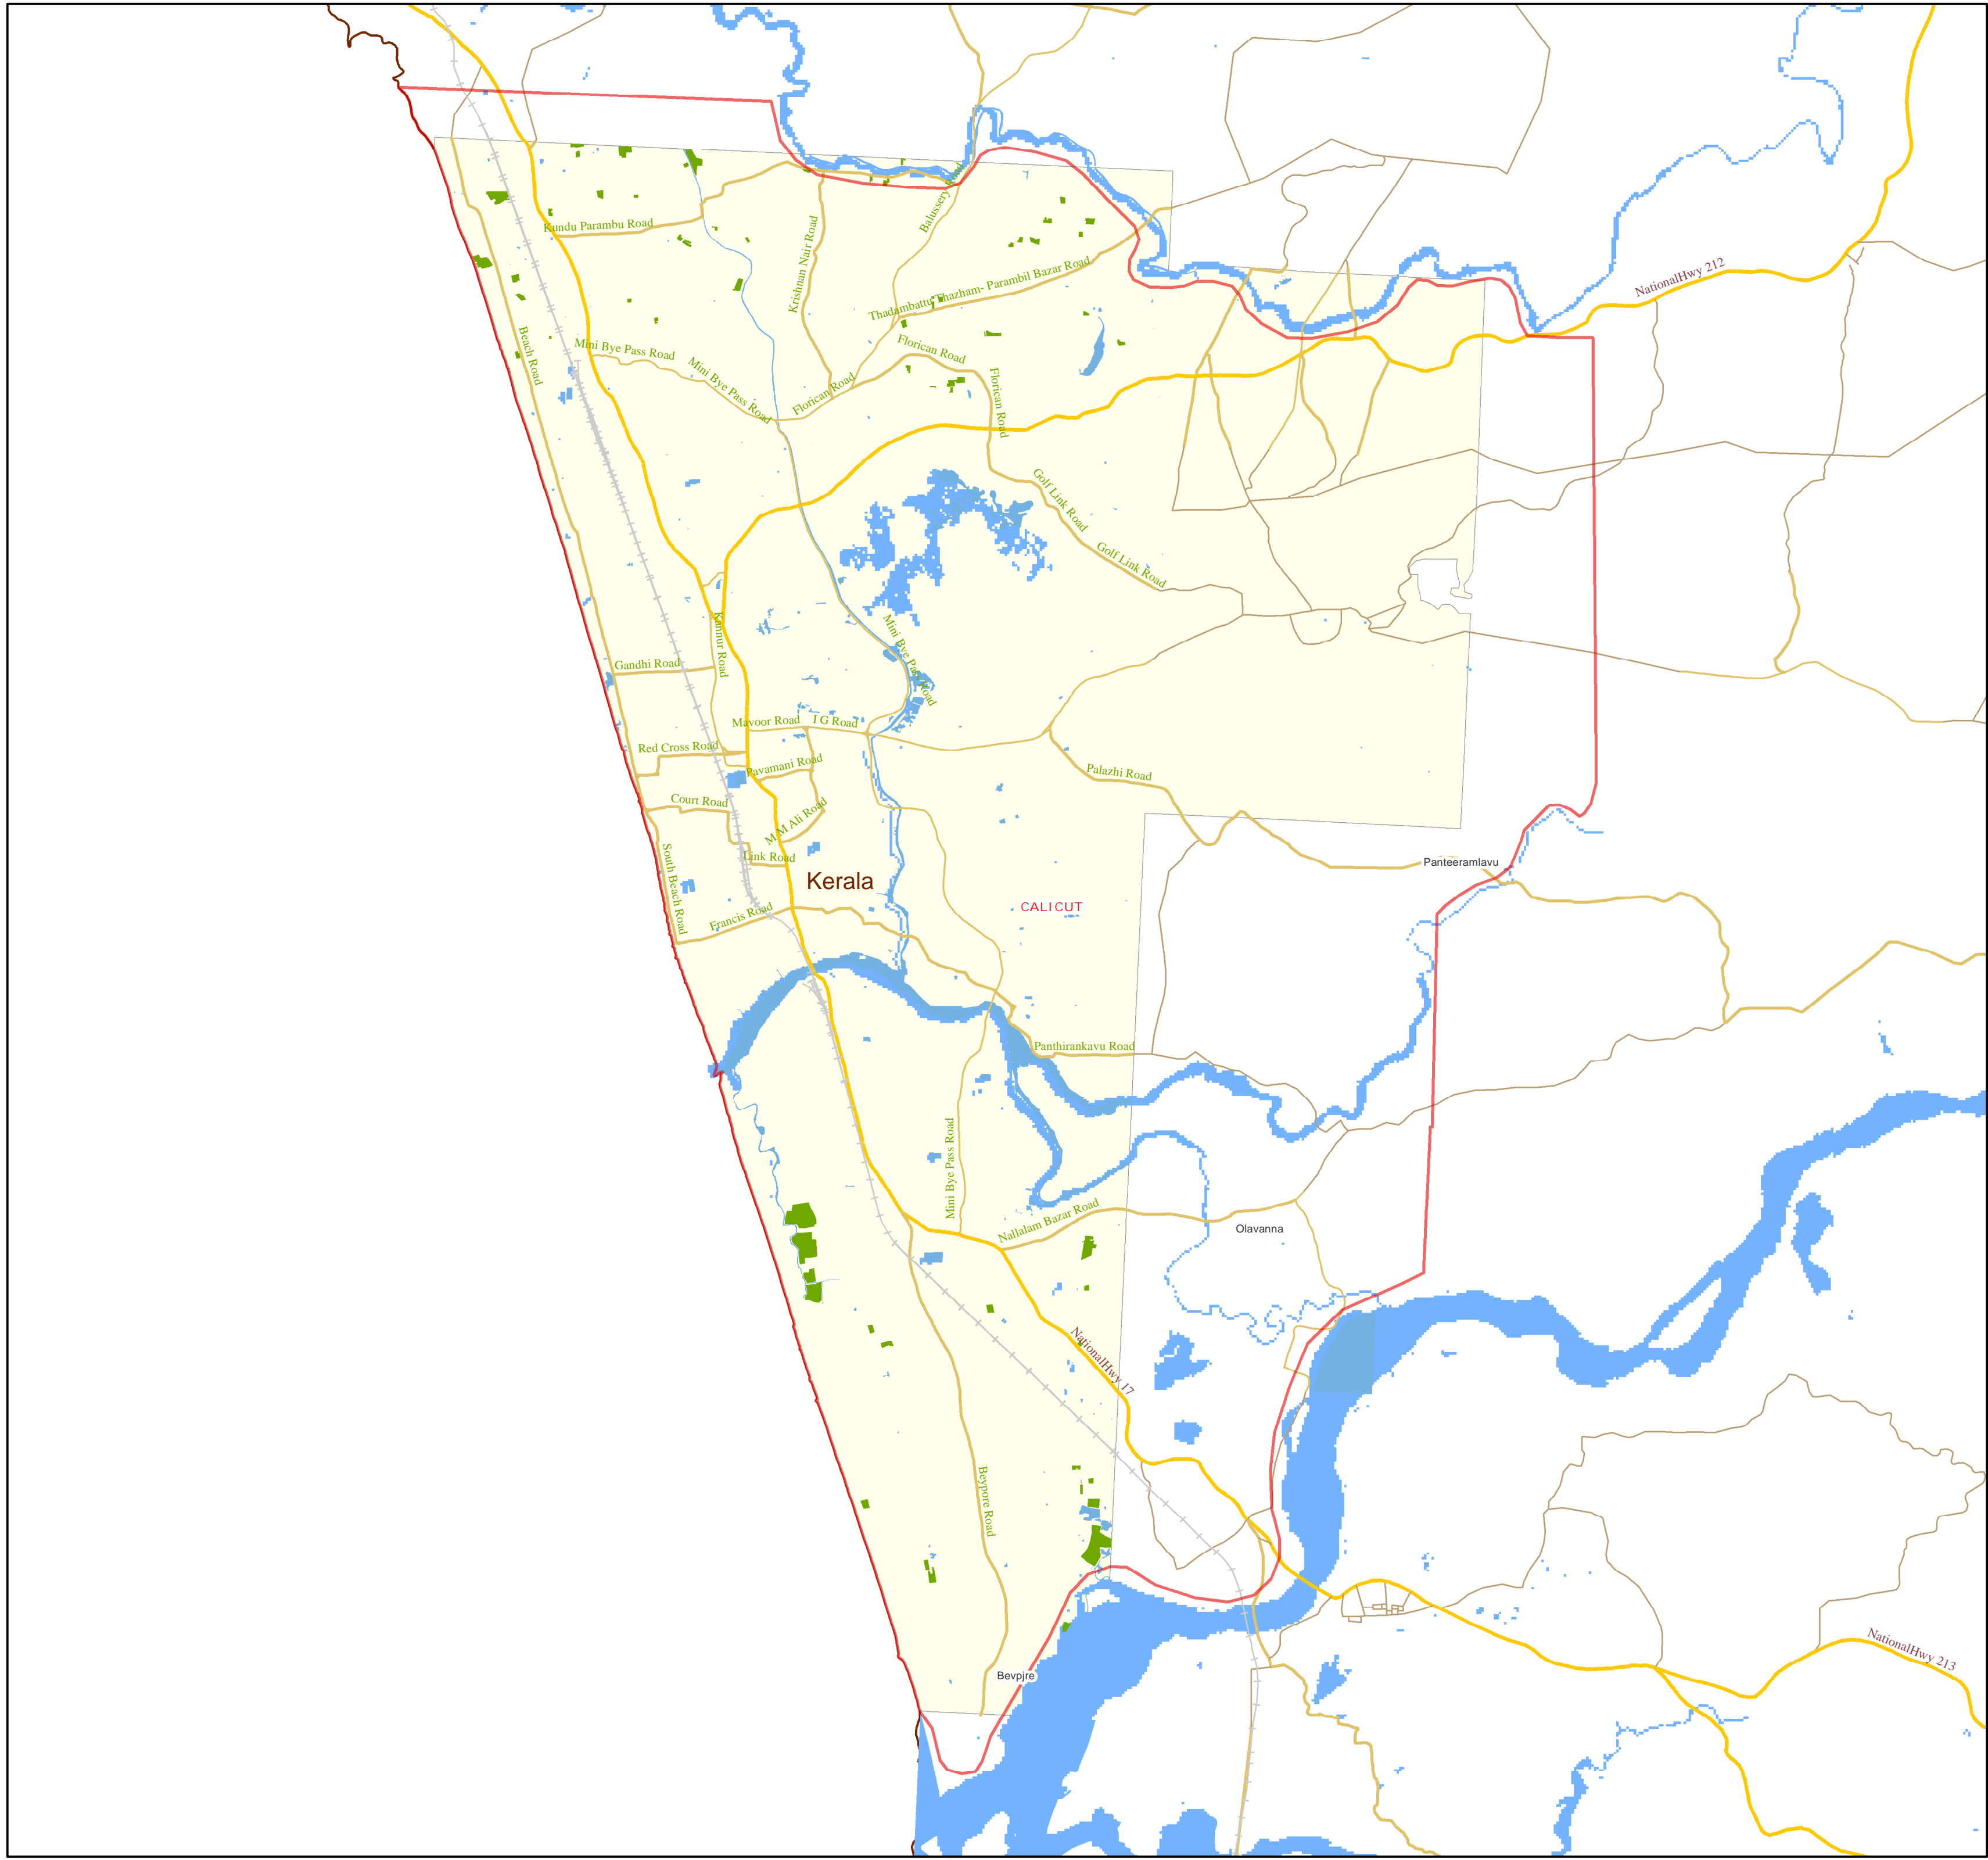 Kundu Parambu Road
Krishnan Nair Road
Balussery Road
Thadambattu Thazham- Parambil Bazar Road
NationalHwy 212
Beach Road
Mini Bye Pass Road
Mini Bye Pass Road
Florican Road
Florican Road
Florican Road
Golf Link Road
Golf Link Road
Kannur Road
Mini Bye Pass Road
Gandhi Road
Mavoor Road
I G Road
Red Cross Road
Pavamani Road
Palazhi Road
Court Road
M M Ali Road
Link Road
South Beach Road
Kerala
Panteeramlavu
CALICUT
Francis Road
Panthirankavu Road
Mini Bye Pass Road
Nallalam Bazar Road
Olavanna
NationalHwy 17
Beypore Road
NationalHwy 213
Bevpjre